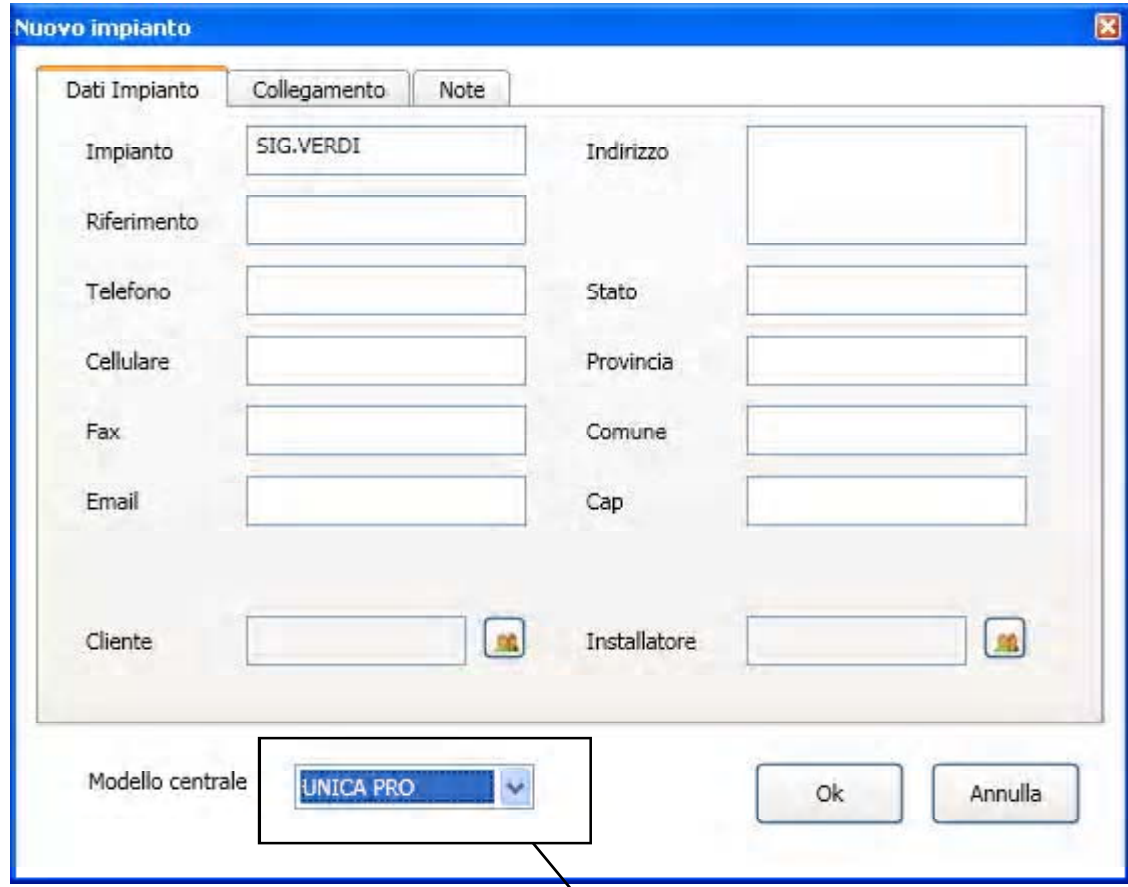 Nuovo impianto
Dati Impianto Collegamento Note
Impianto SIG.VERDI Indirizzo
Riferimento
Telefono Stato
Cellulare Provincia
Fax Comune
Email Cap
Cliente Installatore
Modello centrale UNICA PRO Ok Annulla